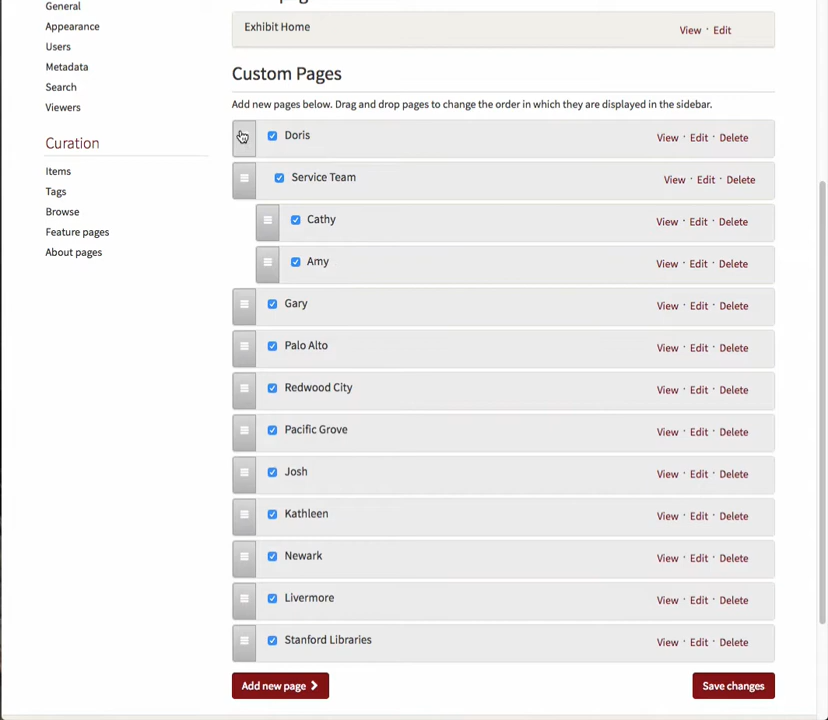 General
Appearance
Users
Metadata
Search
Viewers
Curation
Items
Tags
Browse
Feature pages
About pages
Exhibit Home View · Edit
Custom Pages
Add new pages below. Drag and drop pages to change the order in which they are displayed in the sidebar.
Doris View · Edit · Delete
Service Team View · Edit · Delete
Cathy View · Edit · Delete
Amy View · Edit · Delete
Gary View · Edit · Delete
Palo Alto View · Edit · Delete
Redwood City View · Edit · Delete
Pacific Grove View · Edit · Delete
Josh View · Edit · Delete
Kathleen View · Edit · Delete
Newark View · Edit · Delete
Livermore View · Edit · Delete
Stanford Libraries View · Edit · Delete
Add new page Save changes